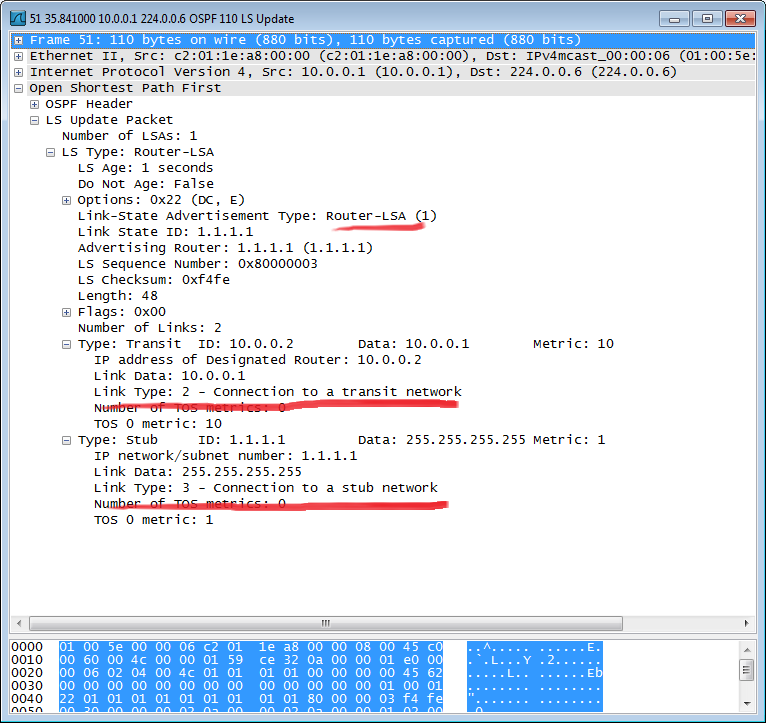 51 35.841000 10.0.0.1 224.0.0.6 OSPF 110 LS Update
Frame 51: 110 bytes on wire (880 bits), 110 bytes captured (880 bits)
Ethernet II, Src: c2:01:1e:a8:00:00 (c2:01:1e:a8:00:00), Dst: IPv4mcast_00:00:06 (01:00:5e:
Internet Protocol Version 4, Src: 10.0.0.1 (10.0.0.1), Dst: 224.0.0.6 (224.0.0.6)
Open Shortest Path First
OSPF Header
LS Update Packet
Number of LSAs: 1
LS Type: Router-LSA
LS Age: 1 seconds
Do Not Age: False
Options: 0x22 (DC, E)
Link-State Advertisement Type: Router-LSA (1)
Link State ID: 1.1.1.1
Advertising Router: 1.1.1.1 (1.1.1.1)
LS Sequence Number: 0x80000003
LS Checksum: 0xf4fe
Length: 48
Flags: 0x00
Number of Links: 2
Type: Transit ID: 10.0.0.2 Data: 10.0.0.1 Metric: 10
IP address of Designated Router: 10.0.0.2
Link Data: 10.0.0.1
Link Type: 2 - Connection to a transit network
Number of TOS metrics: 0
TOS 0 metric: 10
Type: Stub ID: 1.1.1.1 Data: 255.255.255.255 Metric: 1
IP network/subnet number: 1.1.1.1
Link Data: 255.255.255.255
Link Type: 3 - Connection to a stub network
Number of TOS metrics: 0
TOS 0 metric: 1
0000 01 00 5e 00 00 06 c2 01 1e a8 00 00 08 00 45 c0 ..^..... ......E.
0010 00 60 00 4c 00 00 01 59 ce 32 0a 00 00 01 e0 00 .`.L...Y .2......
0020 00 06 02 04 00 4c 01 01 01 01 00 00 00 00 45 62 .....L.. ......Eb
0030 00 00 00 00 00 00 00 00 00 00 00 00 00 01 00 01 ........ ........
0040 22 01 01 01 01 01 01 01 01 01 80 00 00 03 f4 fe "....... ........